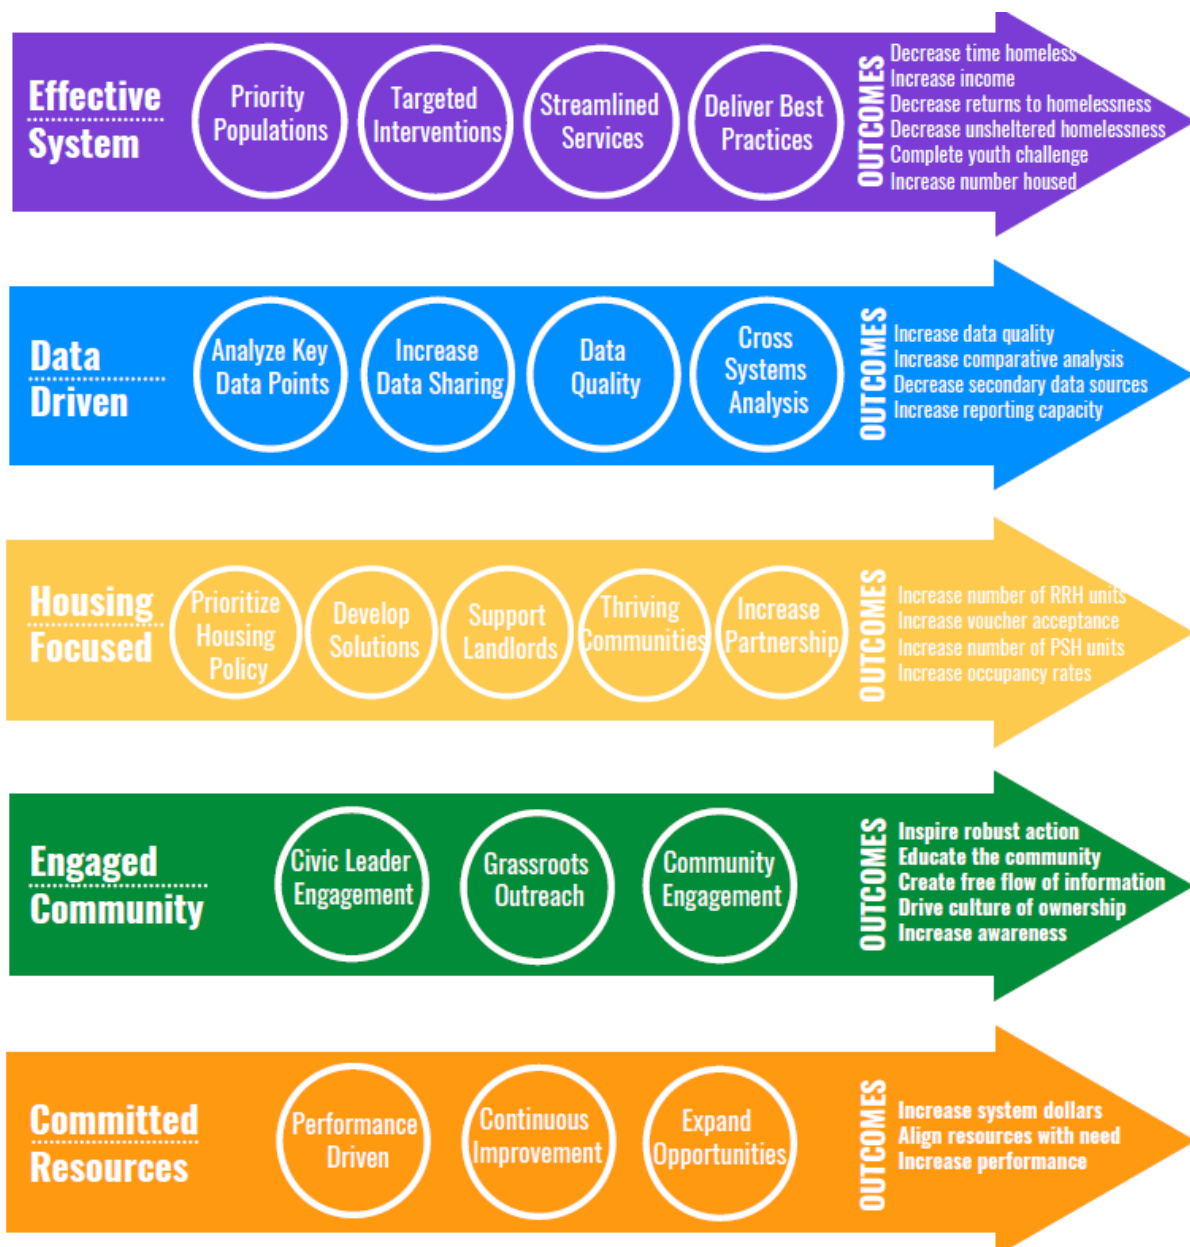 Effective
System
Priority
Populations
Targeted
Interventions
Streamlined
Services
Deliver Best
Practices
OUTCOMES
Decrease time homeless
Increase income
Decrease returns to homelessness
Decrease unsheltered homelessness
Complete youth challenge
Increase number housed
Data
Driven
Analyze Key
Data Points
Increase
Data Sharing
Data
Quality
Cross
Systems
Analysis
OUTCOMES
Increase data quality
Increase comparative analysis
Decrease secondary data sources
Increase reporting capacity
Housing
Focused
Prioritize
Housing
Policy
Develop
Solutions
Support
Landlords
Thriving
Communities
Increase
Partnership
OUTCOMES
Increase number of RRH units
Increase voucher acceptance
Increase number of PSH units
Increase occupancy rates
Engaged
Community
Civic Leader
Engagement
Grassroots
Outreach
Community
Engagement
OUTCOMES
Inspire robust action
Educate the community
Create free flow of information
Drive culture of ownership
Increase awareness
Committed
Resources
Performance
Driven
Continuous
Improvement
Expand
Opportunities
OUTCOMES
Increase system dollars
Align resources with need
Increase performance